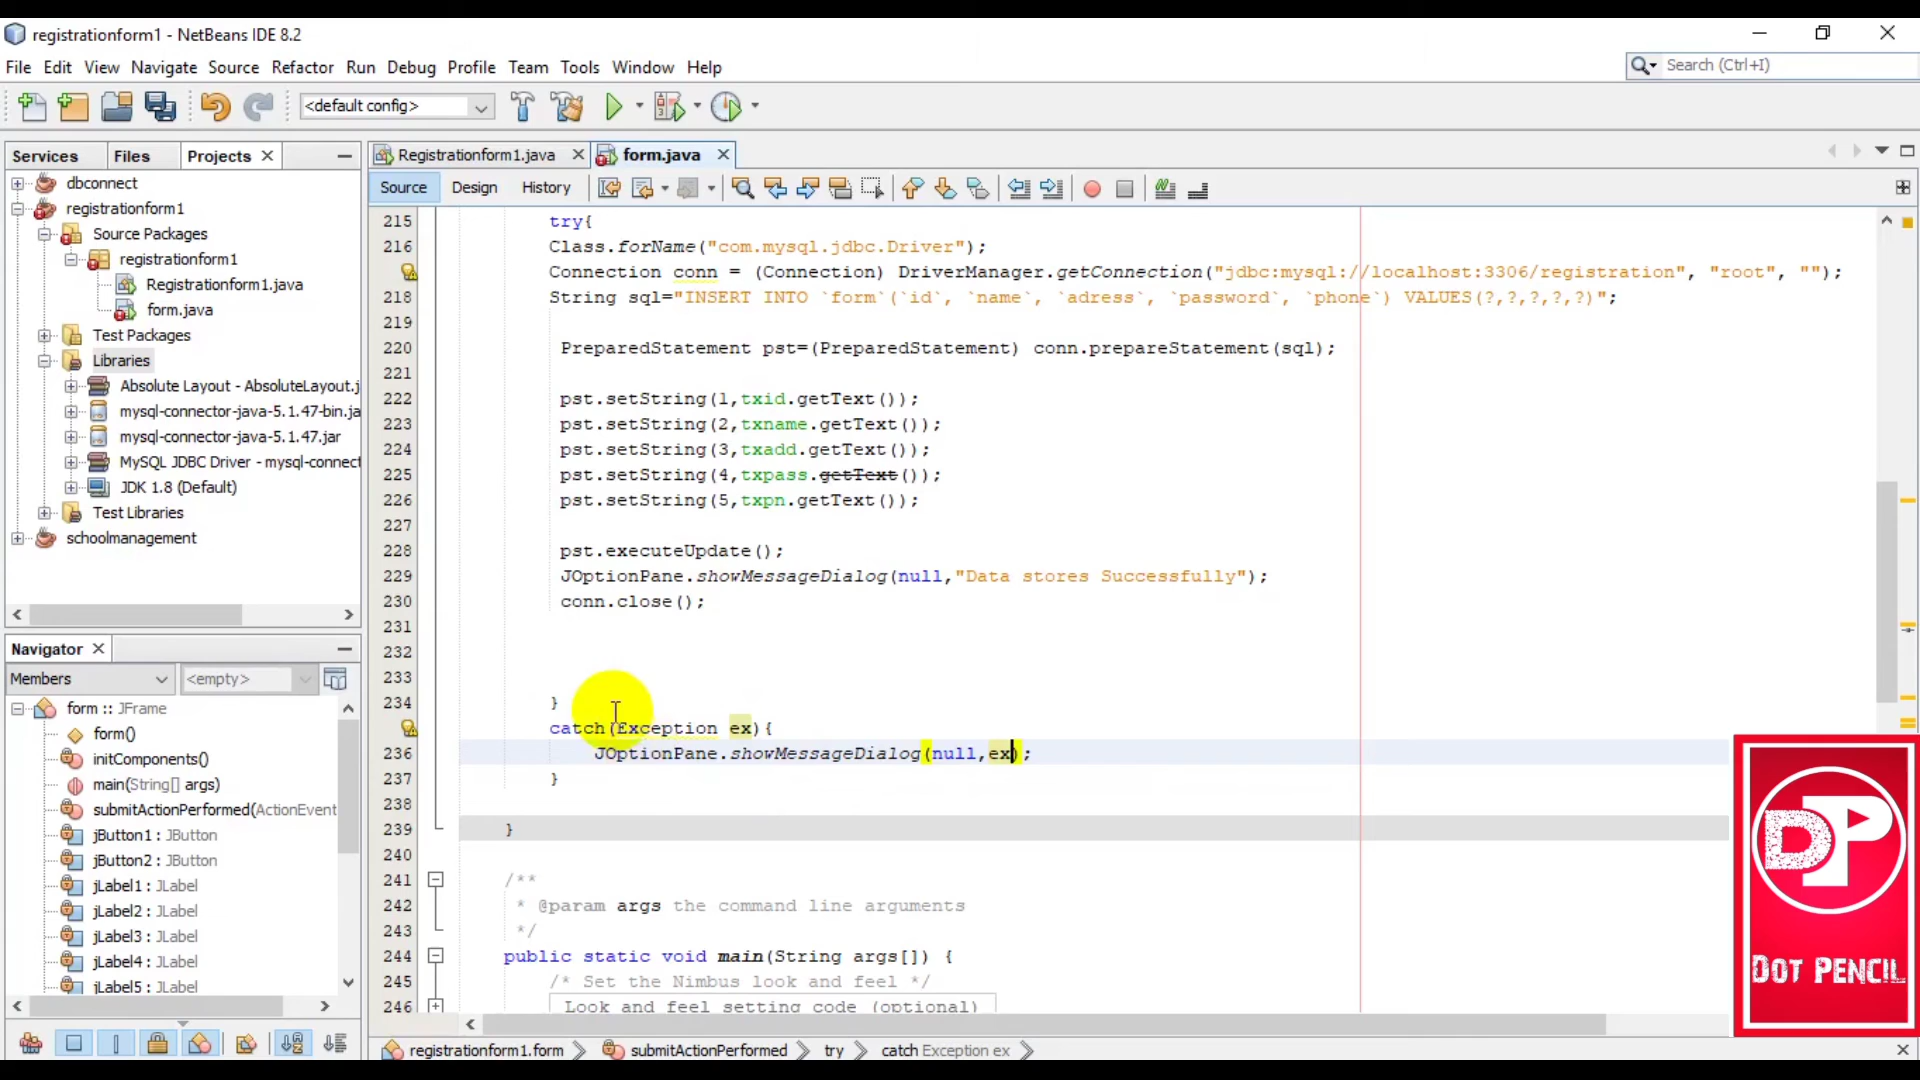 registrationform1 - NetBeans IDE 8.2
File Edit View Navigate Source Refactor Run Debug Profile Team Tools Window Help
Search (Ctrl+I)
<default config>
Services Files Projects
Registrationform1.java form.java
Source Design History
dbconnect
registrationform1
Source Packages
registrationform1
Registrationform1.java
form.java
Test Packages
Libraries
Absolute Layout - AbsoluteLayout.j
mysql-connector-java-5.1.47-bin.ja
mysql-connector-java-5.1.47.jar
MySQL JDBC Driver - mysql-connect
JDK 1.8 (Default)
Test Libraries
schoolmanagement
Navigator
Members <empty>
form :: JFrame
form()
initComponents()
main(String[] args)
submitActionPerformed(ActionEvent
jButton1 : JButton
jButton2 : JButton
jLabel1 : JLabel
jLabel2 : JLabel
jLabel3 : JLabel
jLabel4 : JLabel
jLabel5 : JLabel
215 try{
216 Class.forName("com.mysql.jdbc.Driver");
Connection conn = (Connection) DriverManager.getConnection("jdbc:mysql://localhost:3306/registration", "root", "");
218 String sql="INSERT INTO `form`(`id`, `name`, `adress`, `password`, `phone`) VALUES(?,?,?,?,?)";
219
220 PreparedStatement pst=(PreparedStatement) conn.prepareStatement(sql);
221
222 pst.setString(1,txid.getText());
223 pst.setString(2,txname.getText());
224 pst.setString(3,txadd.getText());
225 pst.setString(4,txpass.getText());
226 pst.setString(5,txpn.getText());
227
228 pst.executeUpdate();
229 JOptionPane.showMessageDialog(null,"Data stores Successfully");
230 conn.close();
231
232
233
234 }
catch(Exception ex){
236 JOptionPane.showMessageDialog(null,ex);
237 }
238
239 }
240
241 /**
242 * @param args the command line arguments
243 */
244 public static void main(String args[]) {
245 /* Set the Nimbus look and feel */
246 Look and feel setting code (optional)
registrationform1.form submitActionPerformed try catch Exception ex
DP
DOT PENCIL